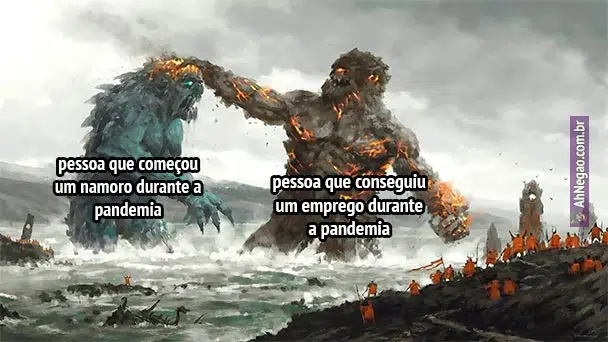 pessoa que começou
um namoro durante a
pandemia
pessoa que conseguiu
um emprego durante
a pandemia
AhNegao.com.br